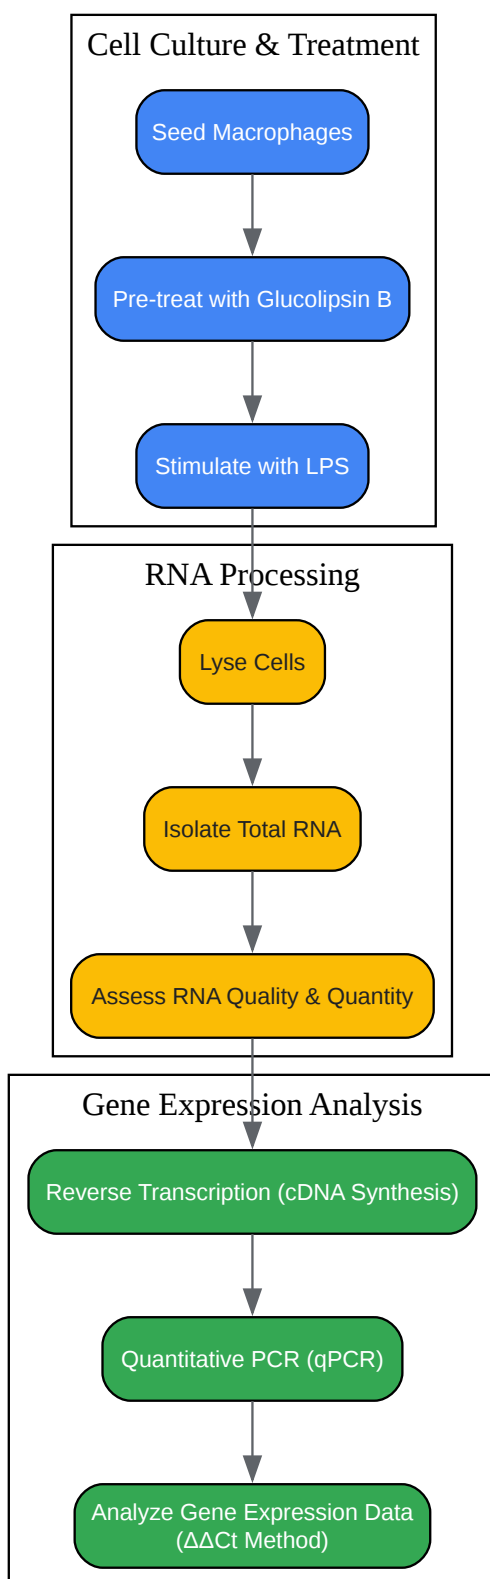 Cell Culture & Treatment
Seed Macrophages
Pre-treat with Glucolipsin B
Stimulate with LPS
RNA Processing
Lyse Cells
Isolate Total RNA
Assess RNA Quality & Quantity
Gene Expression Analysis
Reverse Transcription (cDNA Synthesis)
Quantitative PCR (qPCR)
Analyze Gene Expression Data
(ΔΔCt Method)